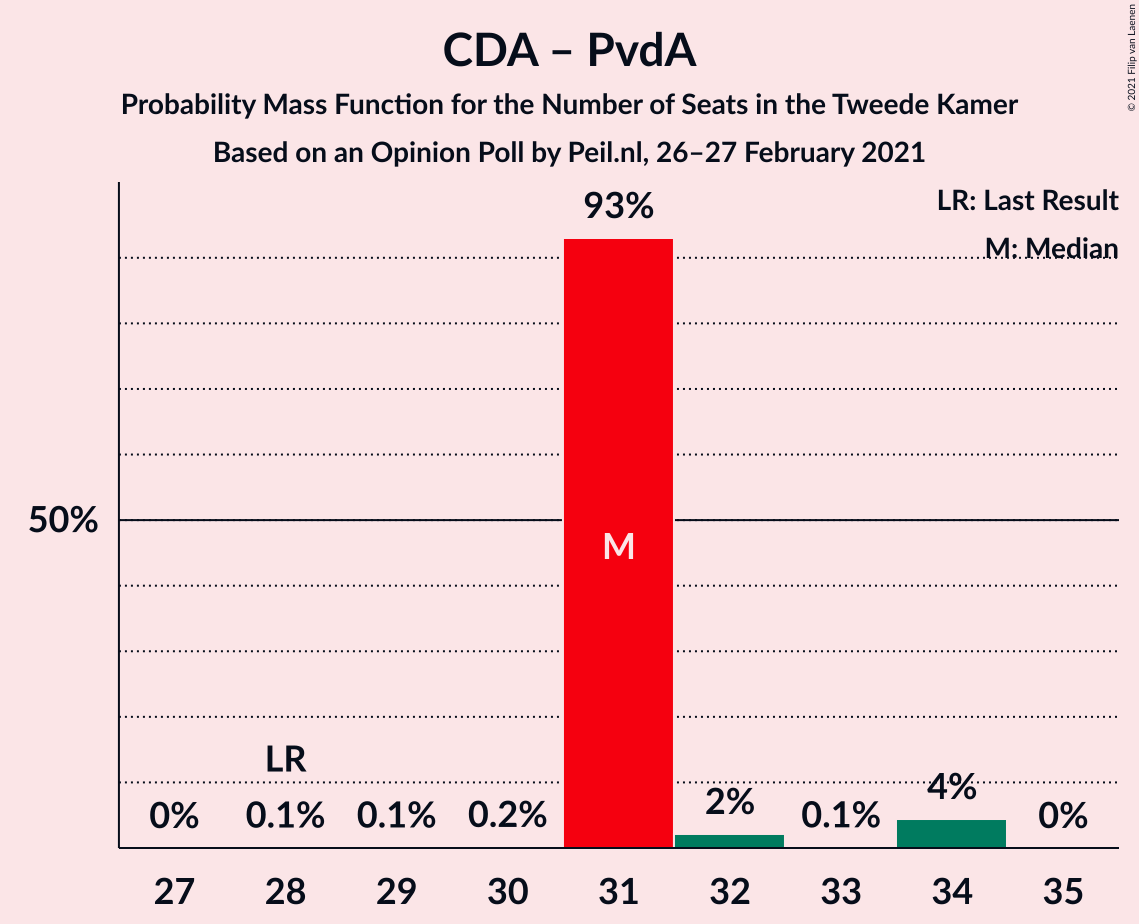 CDA – PvdA
Probability Mass Function for the Number of Seats in the Tweede Kamer
Based on an Opinion Poll by Peil.nl, 26–27 February 2021
© 2021 Filip van Laenen
LR: Last Result
M: Median
93%
50%
M
LR
0% 0.1% 0.1% 0.2% 2% 0.1% 4% 0%
27 28 29 30 31 32 33 34 35